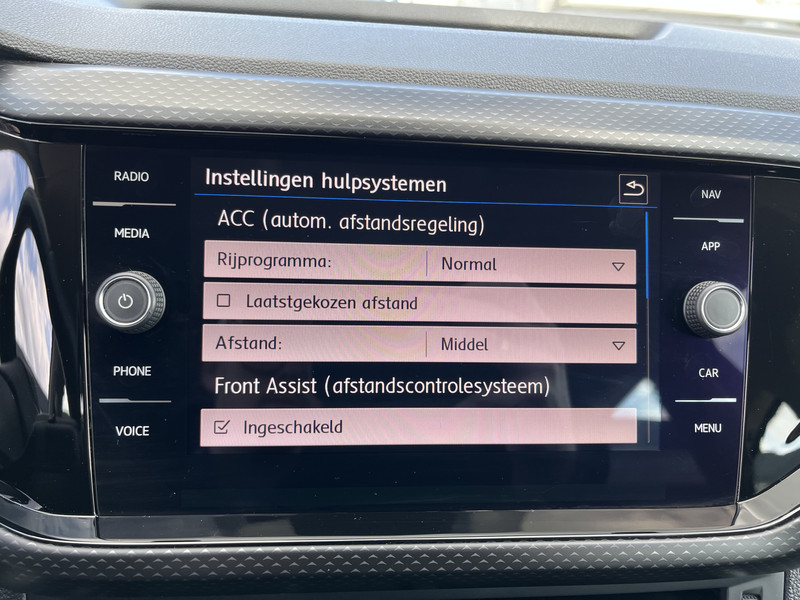 RADIO
MEDIA
PHONE
VOICE
Instellingen hulpsystemen
ACC (autom. afstandsregeling)
Rijprogramma: Normal
Laatstgekozen afstand
Afstand: Middel
Front Assist (afstandscontrolesysteem)
Ingeschakeld
NAV
APP
CAR
MENU